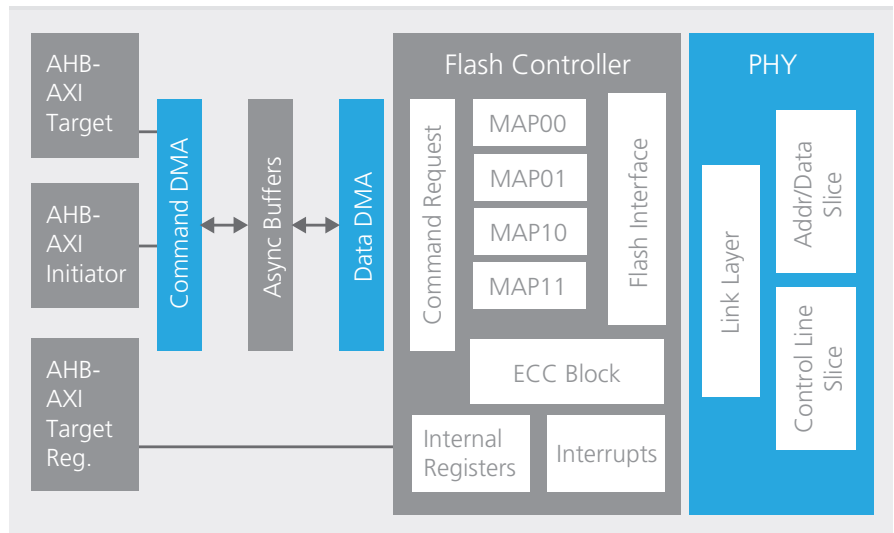 AHB-
AXI
Target
AHB-
AXI
Initiator
AHB-
AXI
Target
Reg.
Command DMA
Async Buffers
Data DMA
Flash Controller
Command Request
MAP00
MAP01
MAP10
MAP11
Flash Interface
ECC Block
Internal
Registers
Interrupts
PHY
Link Layer
Addr/Data
Slice
Control Line
Slice